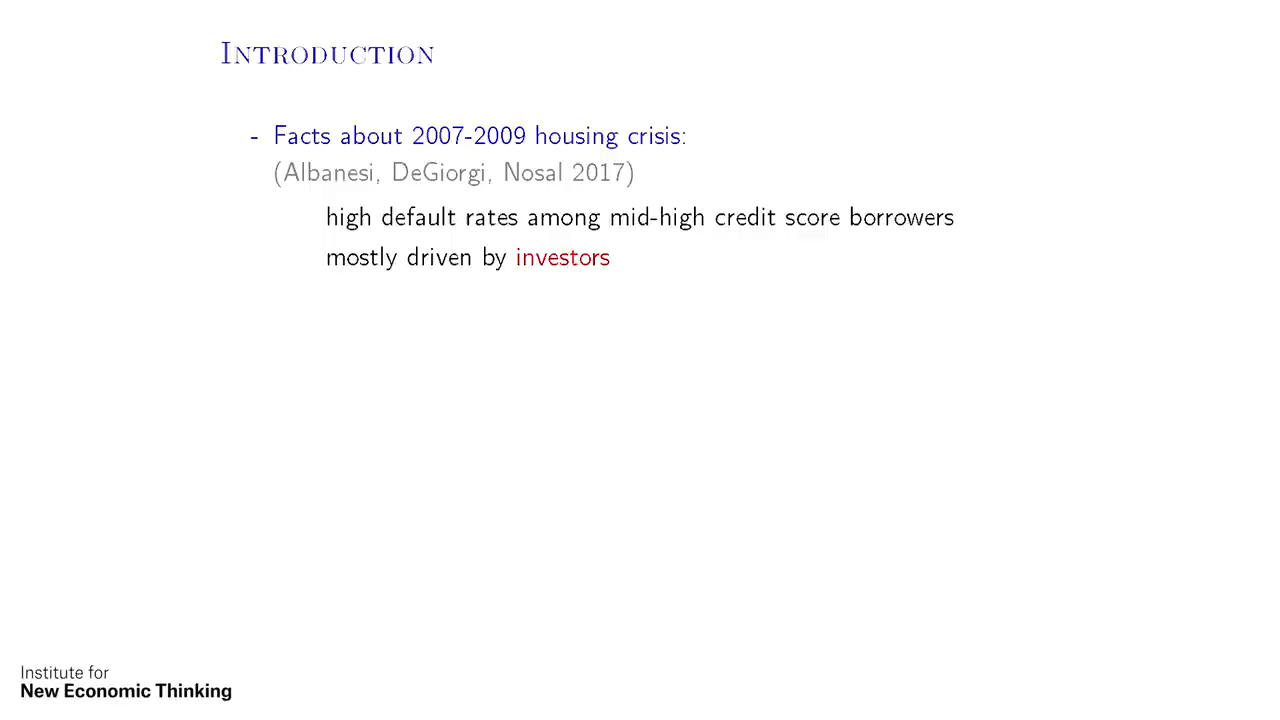 Introduction
- Facts about 2007-2009 housing crisis:
(Albanesi, DeGiorgi, Nosal 2017)
high default rates among mid-high credit score borrowers
mostly driven by investors
Institute for
New Economic Thinking